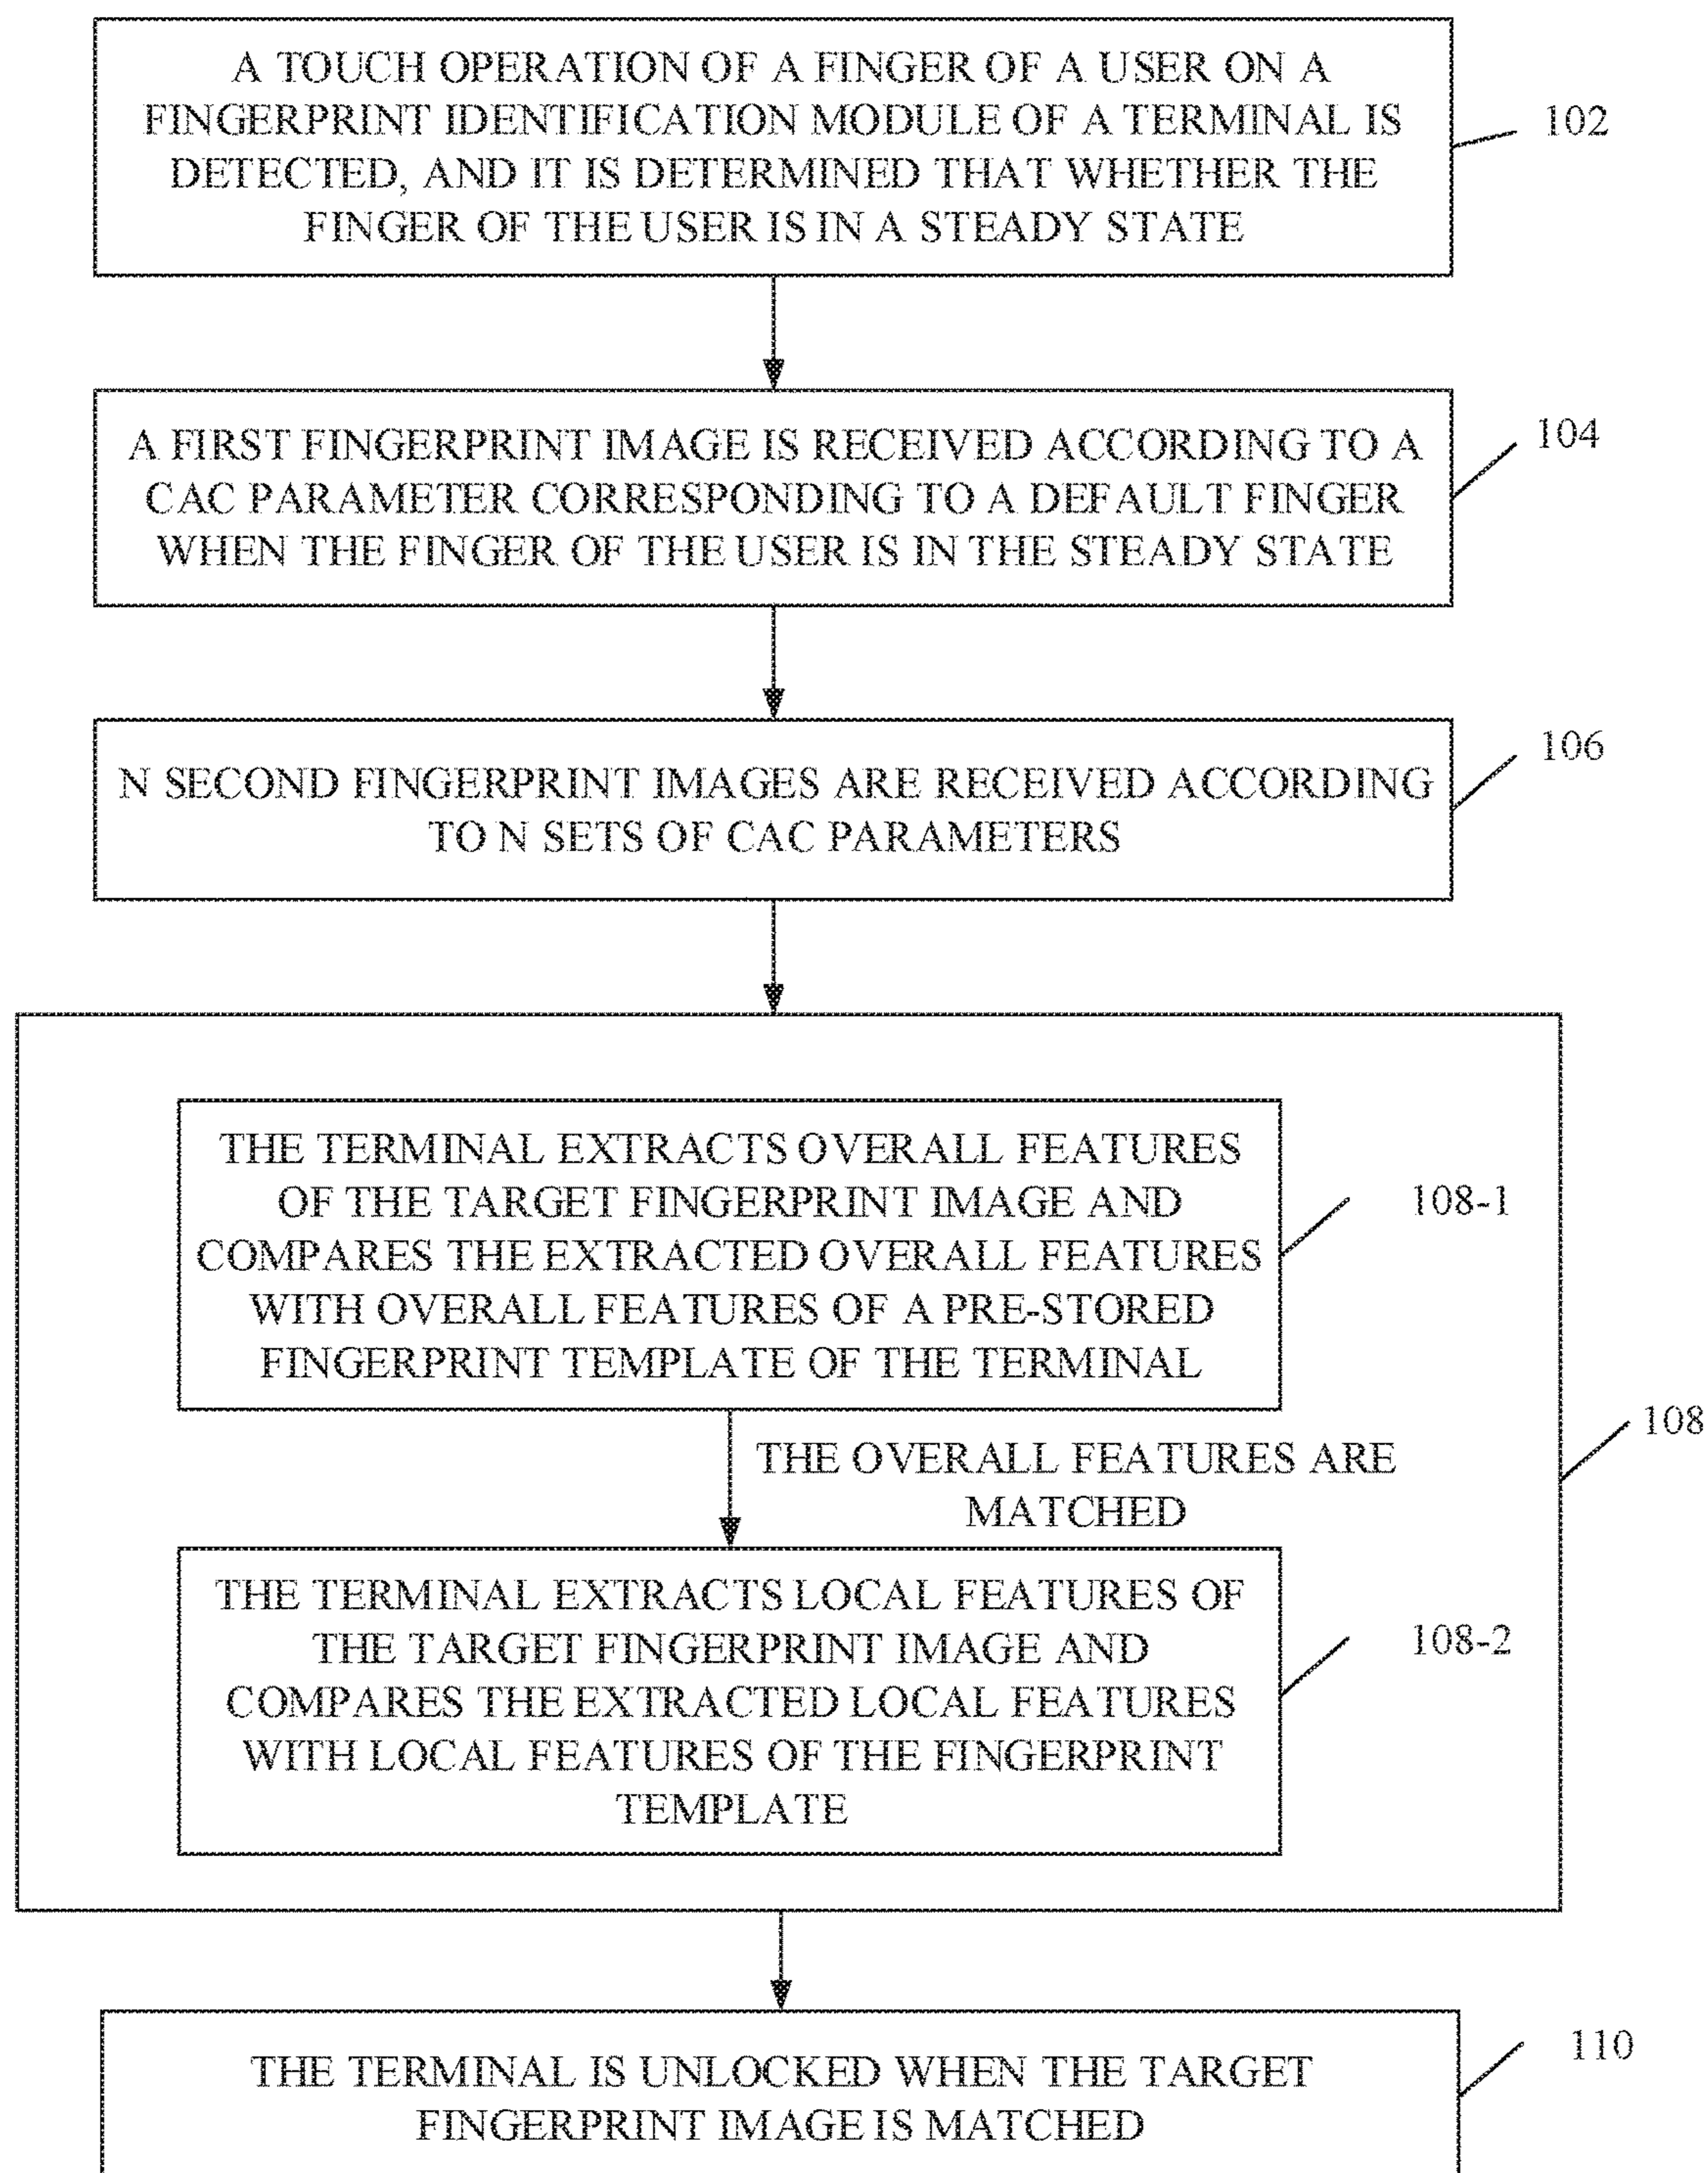 A TOUCH OPERATION OF A FINGER OF A USER ON A
FINGERPRINT IDENTIFICATION MODULE OF A TERMINAL IS
DETECTED, AND IT IS DETERMINED THAT WHETHER THE
FINGER OF THE USER IS IN A STEADY STATE
102
A FIRST FINGERPRINT IMAGE IS RECEIVED ACCORDING TO A
CAC PARAMETER CORRESPONDING TO A DEFAULT FINGER
WHEN THE FINGER OF THE USER IS IN THE STEADY STATE
104
N SECOND FINGERPRINT IMAGES ARE RECEIVED ACCORDING
TO N SETS OF CAC PARAMETERS
106
THE TERMINAL EXTRACTS OVERALL FEATURES
OF THE TARGET FINGERPRINT IMAGE AND
COMPARES THE EXTRACTED OVERALL FEATURES
WITH OVERALL FEATURES OF A PRE-STORED
FINGERPRINT TEMPLATE OF THE TERMINAL
108-1
THE OVERALL FEATURES ARE
MATCHED
108
THE TERMINAL EXTRACTS LOCAL FEATURES OF
THE TARGET FINGERPRINT IMAGE AND
COMPARES THE EXTRACTED LOCAL FEATURES
WITH LOCAL FEATURES OF THE FINGERPRINT
TEMPLATE
108-2
THE TERMINAL IS UNLOCKED WHEN THE TARGET
FINGERPRINT IMAGE IS MATCHED
110